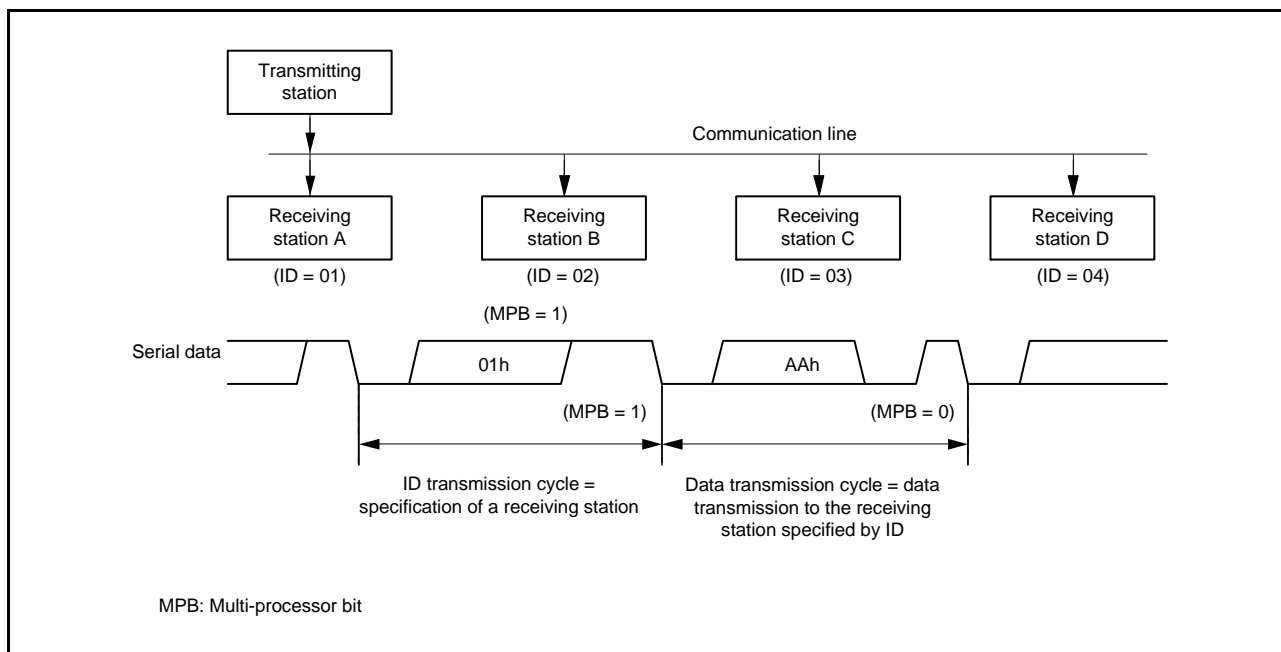 Transmitting
station
Communication line
Receiving
station A
Receiving
station B
Receiving
station C
Receiving
station D
(ID = 01)
(ID = 02)
(ID = 03)
(ID = 04)
(MPB = 1)
Serial data
01h
AAh
(MPB = 1)
(MPB = 0)
ID transmission cycle =
specification of a receiving station
Data transmission cycle = data
transmission to the receiving
station specified by ID
MPB: Multi-processor bit